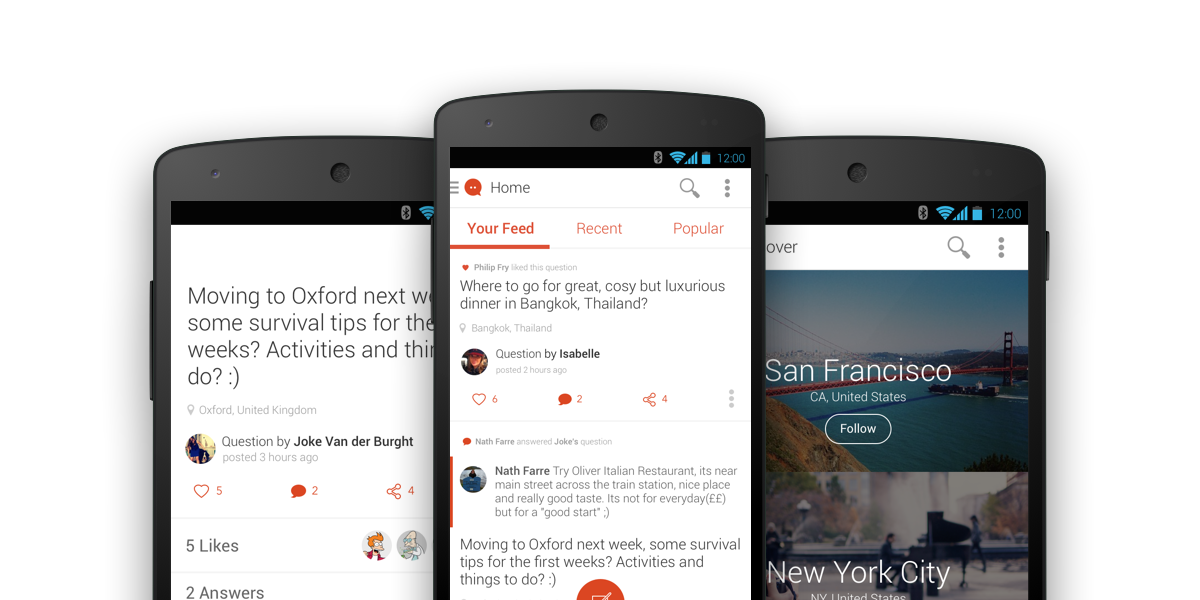 Moving to Oxford next w
some survival tips for the
weeks? Activities and thi
do? :)
Oxford, United Kingdom
Question by Joke Van der Burght
posted 3 hours ago
5
2
4
5 Likes
2 Answers
12:00
Home
Your Feed
Recent
Popular
Philip Fry liked this question
Where to go for great, cosy but luxurious
dinner in Bangkok, Thailand?
Bangkok, Thailand
Question by Isabelle
posted 2 hours ago
6
2
4
Nath Farre answered Joke's question
Nath Farre Try Oliver Italian Restaurant, its near
main street across the train station, nice place
and really good taste. Its not for everyday(££)
but for a "good start" ;)
Moving to Oxford next week, some survival
tips for the first weeks? Activities and
things to do? :)
12:00
over
San Francisco
CA, United States
Follow
New York City
NY, United States